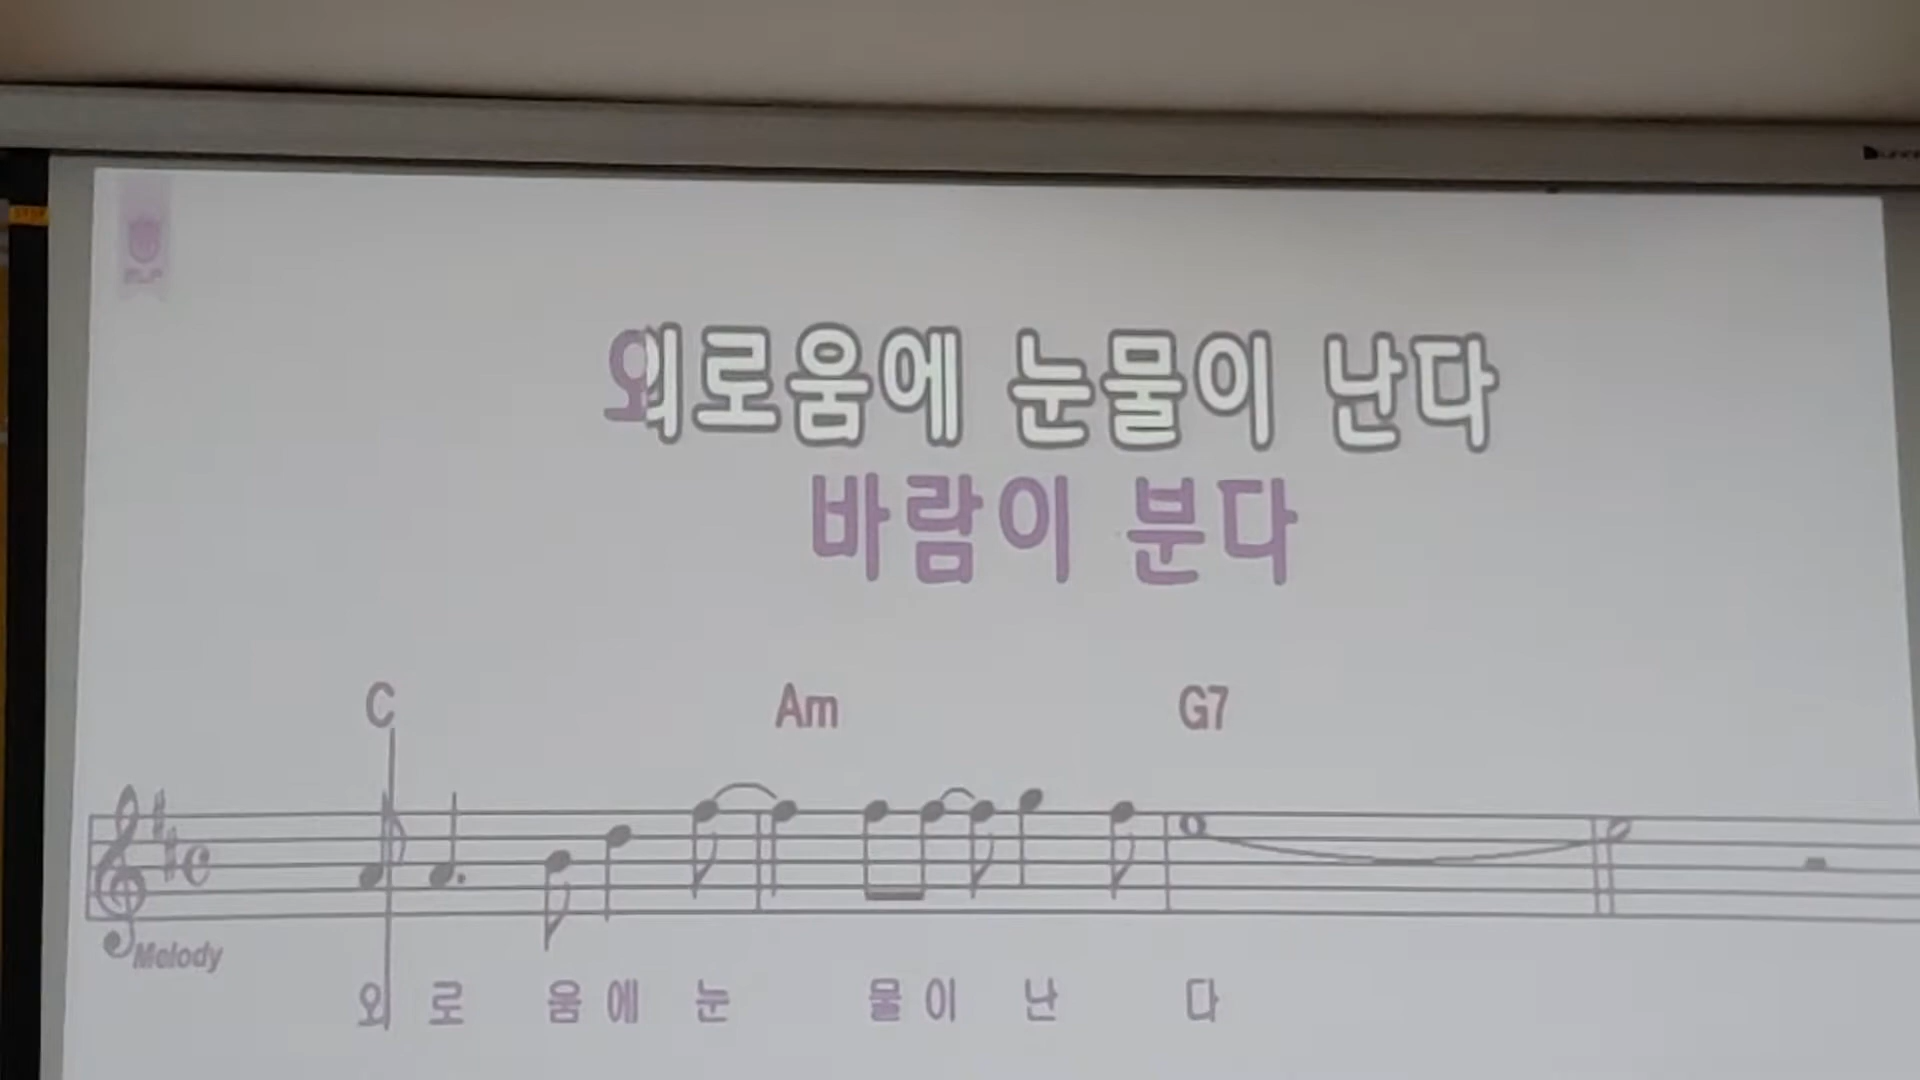 외로움에 눈물이 난다
바람이 분다
C Am G7
Melody
외 로 움 에 눈 물 이 난 다